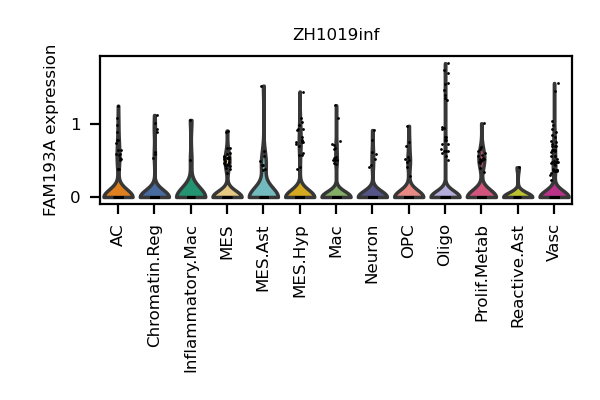 ZH1019inf
FAM193A expression
1
0
AC
Chromatin.Reg
Inflammatory.Mac
MES
MES.Ast
MES.Hyp
Mac
Neuron
OPC
Oligo
Prolif.Metab
Reactive.Ast
Vasc